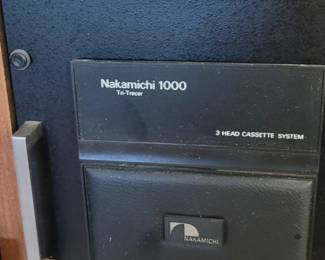 Nakamichi 1000
Tri-Tracer
3 HEAD CASSETTE SYSTEM
NAKAMICHI